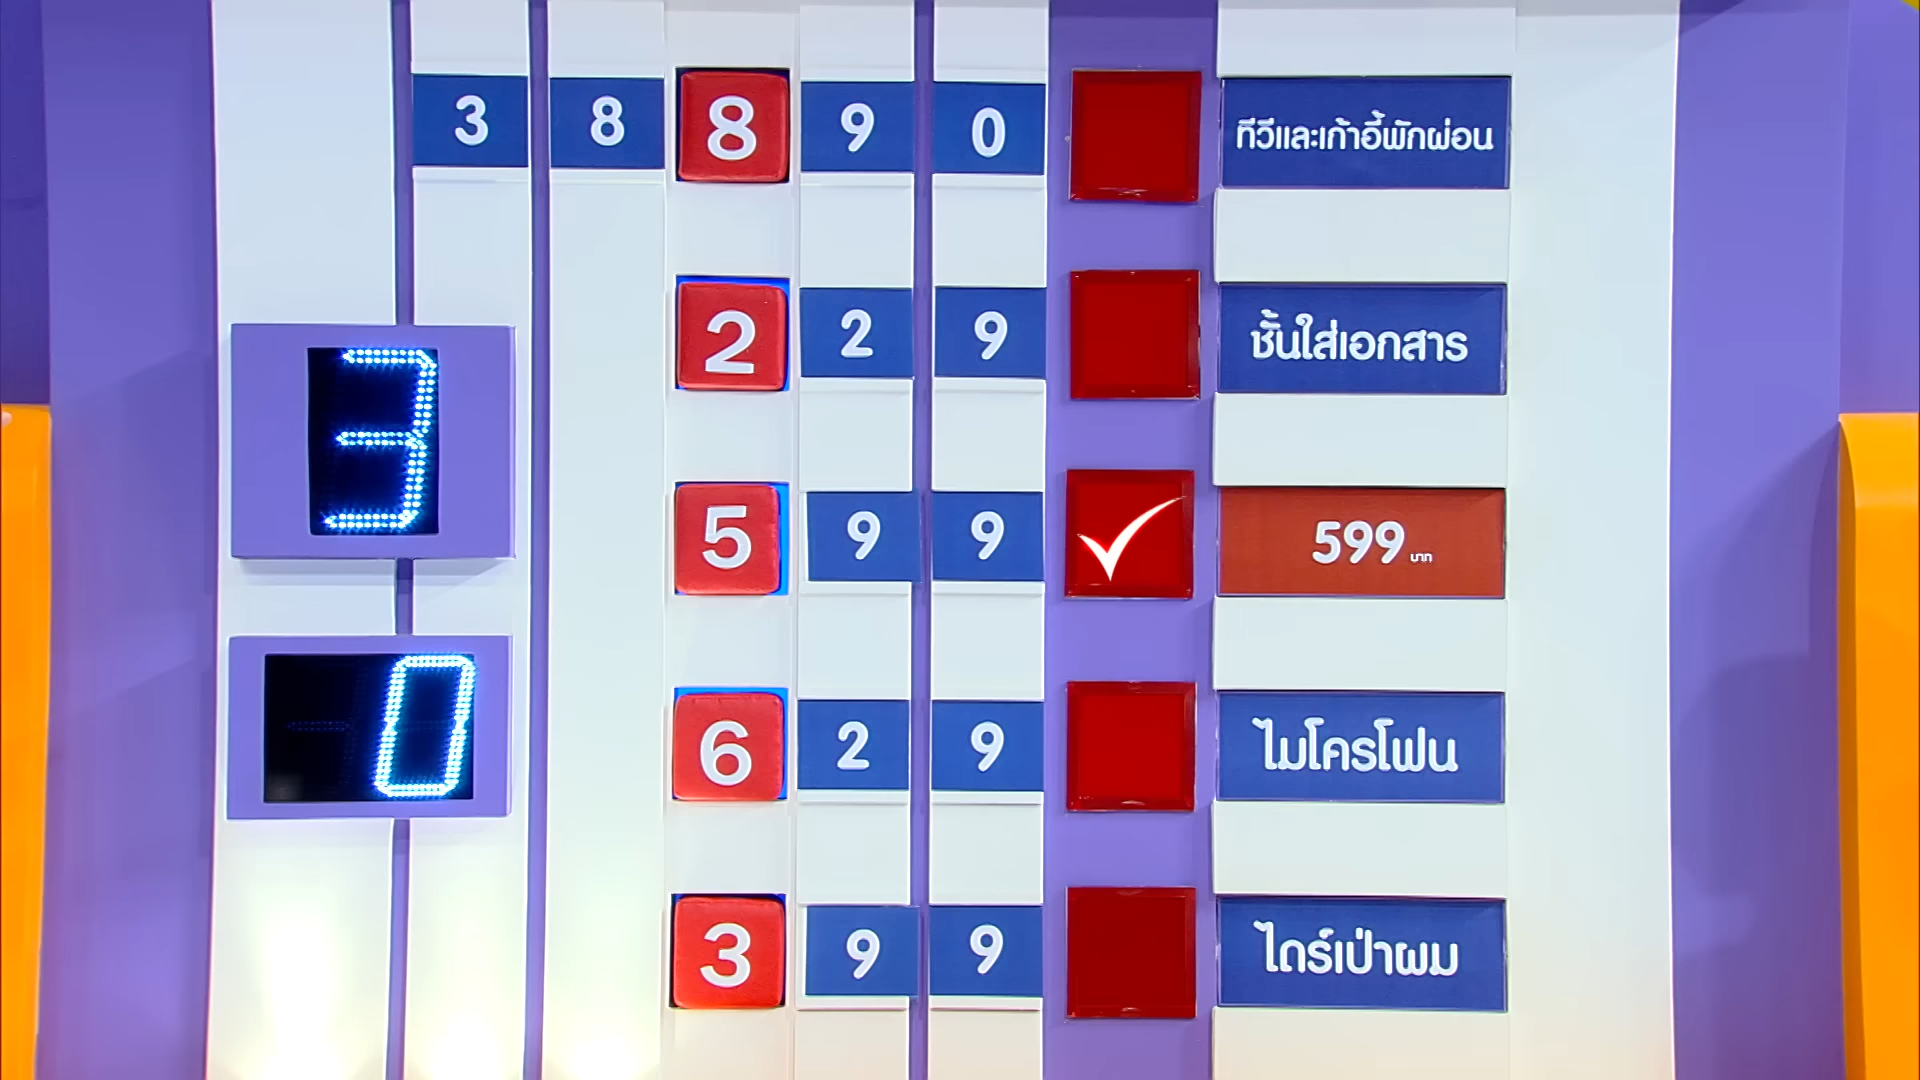 3 8 8 9 0 ทีวีและเก้าอี้พักผ่อน
2 2 9 ชั้นใส่เอกสาร
3
5 9 9 599 บาท
6 2 9 ไมโครโฟน
0
3 9 9 ไดร์เป่าผม